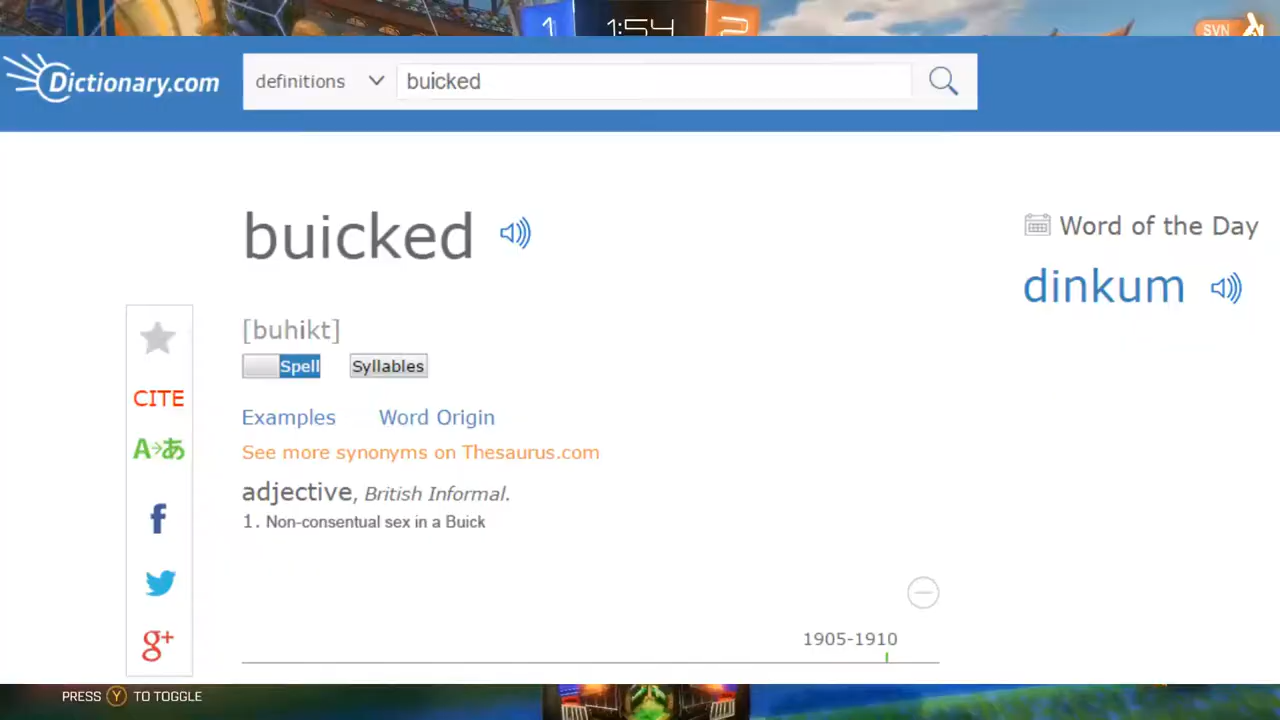 1 1:54 2
SVN
Dictionary.com
definitions buicked
buicked
Word of the Day
dinkum
[buhikt]
Spell Syllables
CITE
A→あ
Examples Word Origin
See more synonyms on Thesaurus.com
adjective, British Informal.
1. Non-consentual sex in a Buick
f
g+
1905-1910
PRESS Y TO TOGGLE